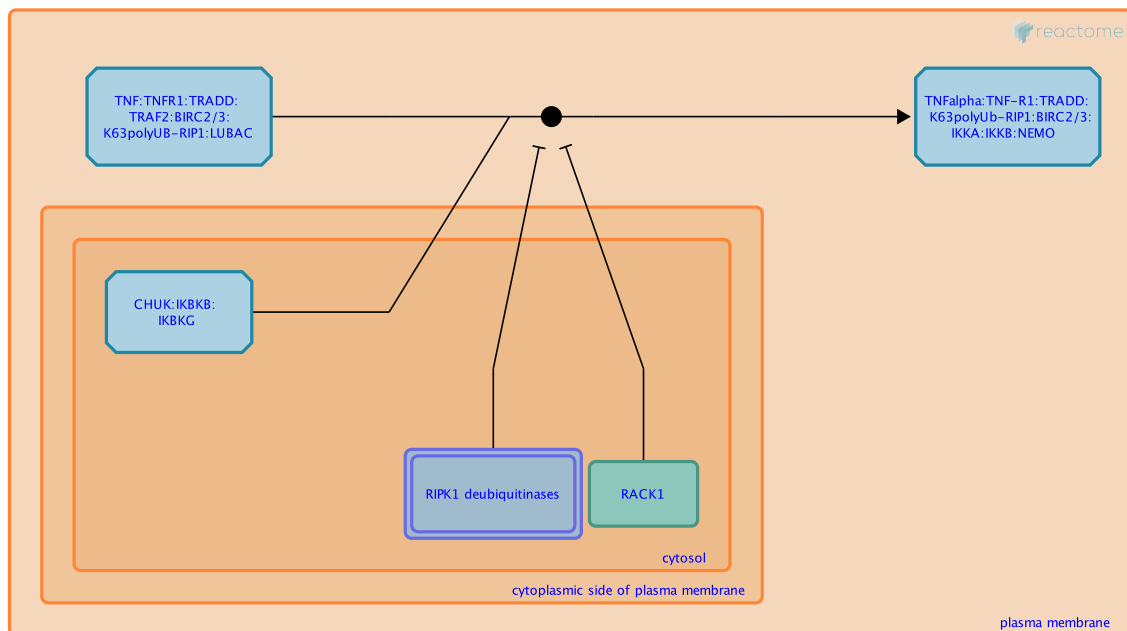 reactome
TNF:TNFR1:TRADD:
TRAF2:BIRC2/3:
K63polyUB-RIP1:LUBAC
TNFalpha:TNF-R1:TRADD:
K63polyUb-RIP1:BIRC2/3:
IKKA:IKKB:NEMO
CHUK:IKBKB:
IKBKG
RIPK1 deubiquitinases
RACK1
cytosol
cytoplasmic side of plasma membrane
plasma membrane